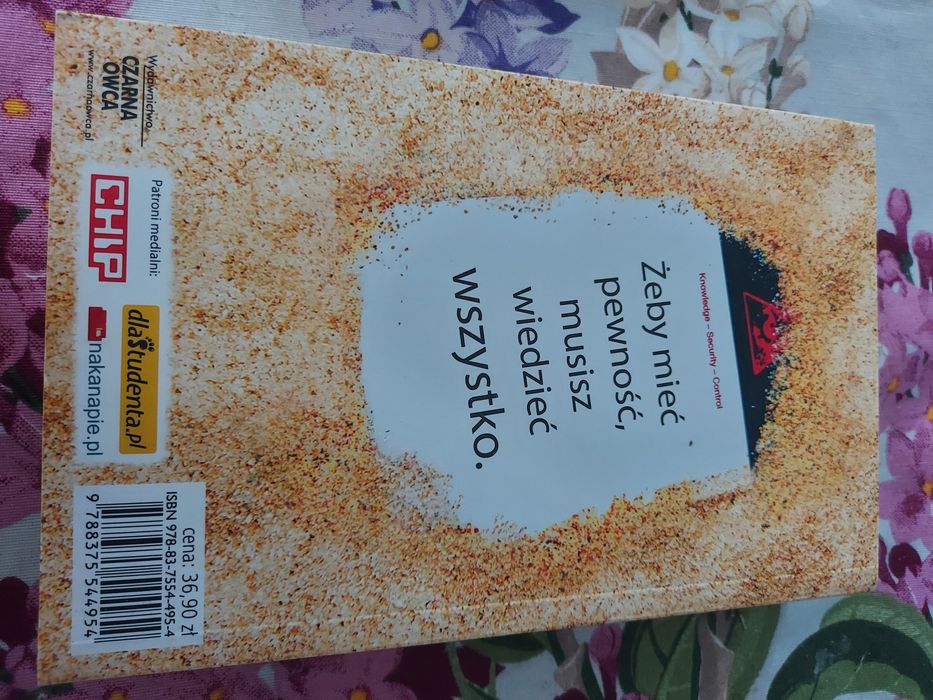 Knowledge – Security – Control
Żeby mieć
pewność,
musisz
wiedzieć
wszystko.
Wydawnictwo
CZARNA
OWCA
www.czarnaowca.pl
Patroni medialni:
CHIP
dlaStudenta.pl
nakanapie.pl
cena: 36,90 zł
ISBN 978-83-7554-495-4
9 788375 544954